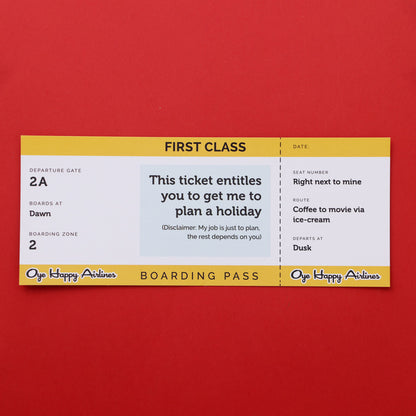 FIRST CLASS
DEPARTURE GATE
2A
BOARDS AT
Dawn
BOARDING ZONE
2
This ticket entitles
you to get me to
plan a holiday
(Disclaimer: My job is just to plan,
the rest depends on you)
Oye Happy Airlines
BOARDING PASS
DATE:
SEAT NUMBER
Right next to mine
ROUTE
Coffee to movie via
ice-cream
DEPARTS AT
Dusk
Oye Happy Airlines